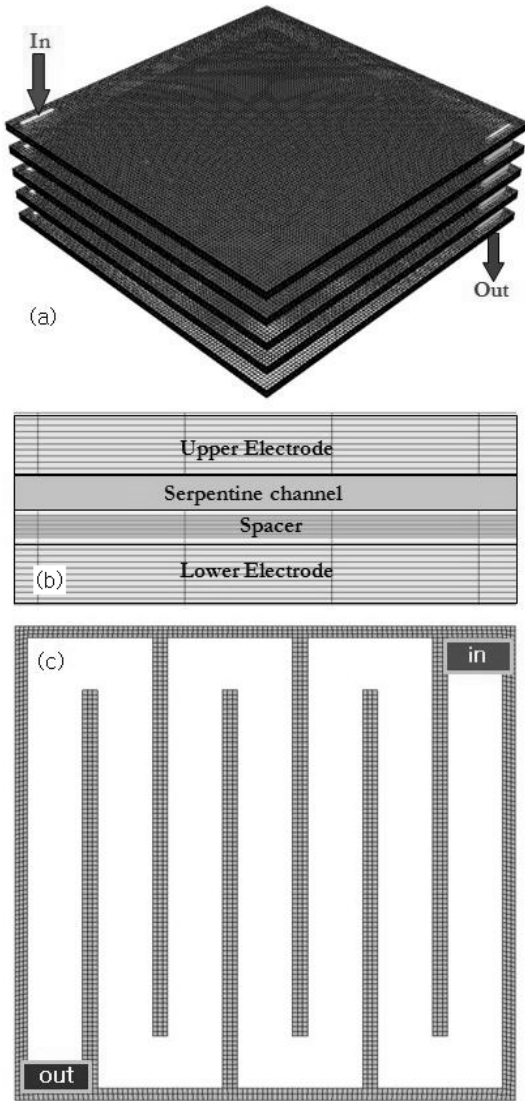 In
Out
(a)
Upper Electrode
Serpentine channel
Spacer
Lower Electrode
(b)
(c)
in
out